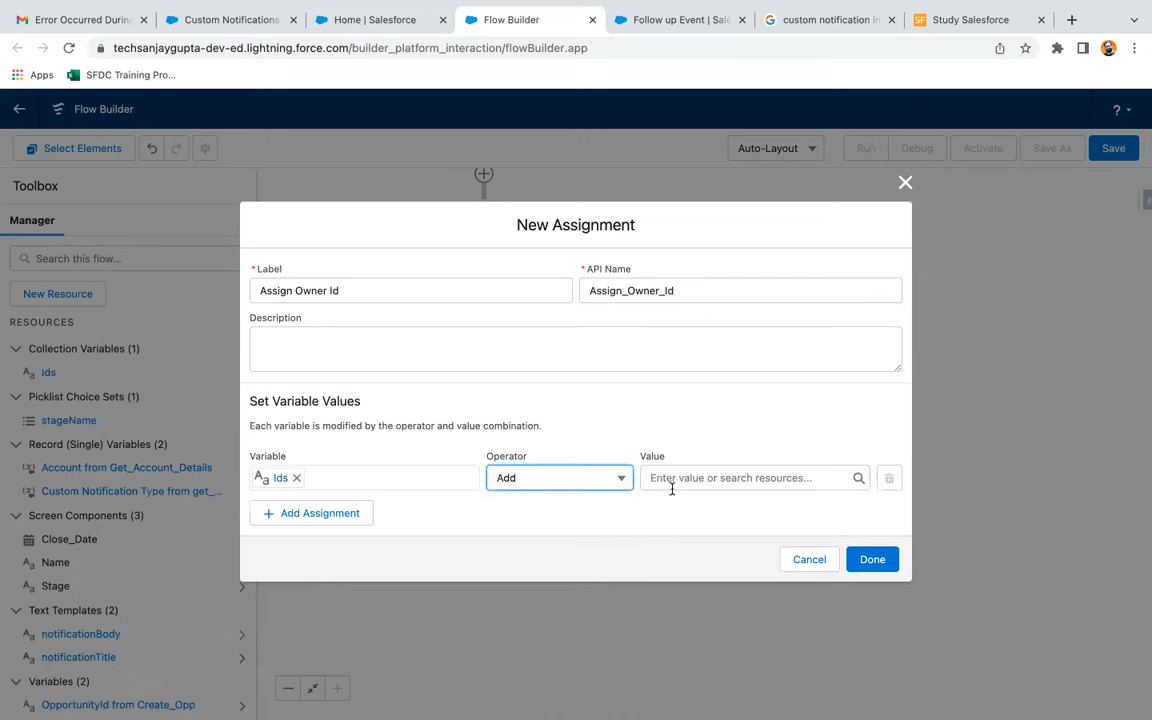 Error Occurred During
Custom Notifications
Home | Salesforce
Flow Builder
Follow up Event | Sale
custom notification in
SF
Study Salesforce
techsanjaygupta-dev-ed.lightning.force.com/builder_platform_interaction/flowBuilder.app
Apps
SFDC Training Pro...
Flow Builder
?
Select Elements
Auto-Layout
Run
Debug
Activate
Save As
Save
Toolbox
Manager
Search this flow...
New Resource
RESOURCES
Collection Variables (1)
Ids
Picklist Choice Sets (1)
stageName
Record (Single) Variables (2)
Account from Get_Account_Details
Custom Notification Type from get_...
Screen Components (3)
Close_Date
Name
Stage
Text Templates (2)
notificationBody
notificationTitle
Variables (2)
OpportunityId from Create_Opp
New Assignment
* Label
* API Name
Assign Owner Id
Assign_Owner_Id
Description
Set Variable Values
Each variable is modified by the operator and value combination.
Variable
Operator
Value
Ids
Add
Enter value or search resources...
Add Assignment
Cancel
Done